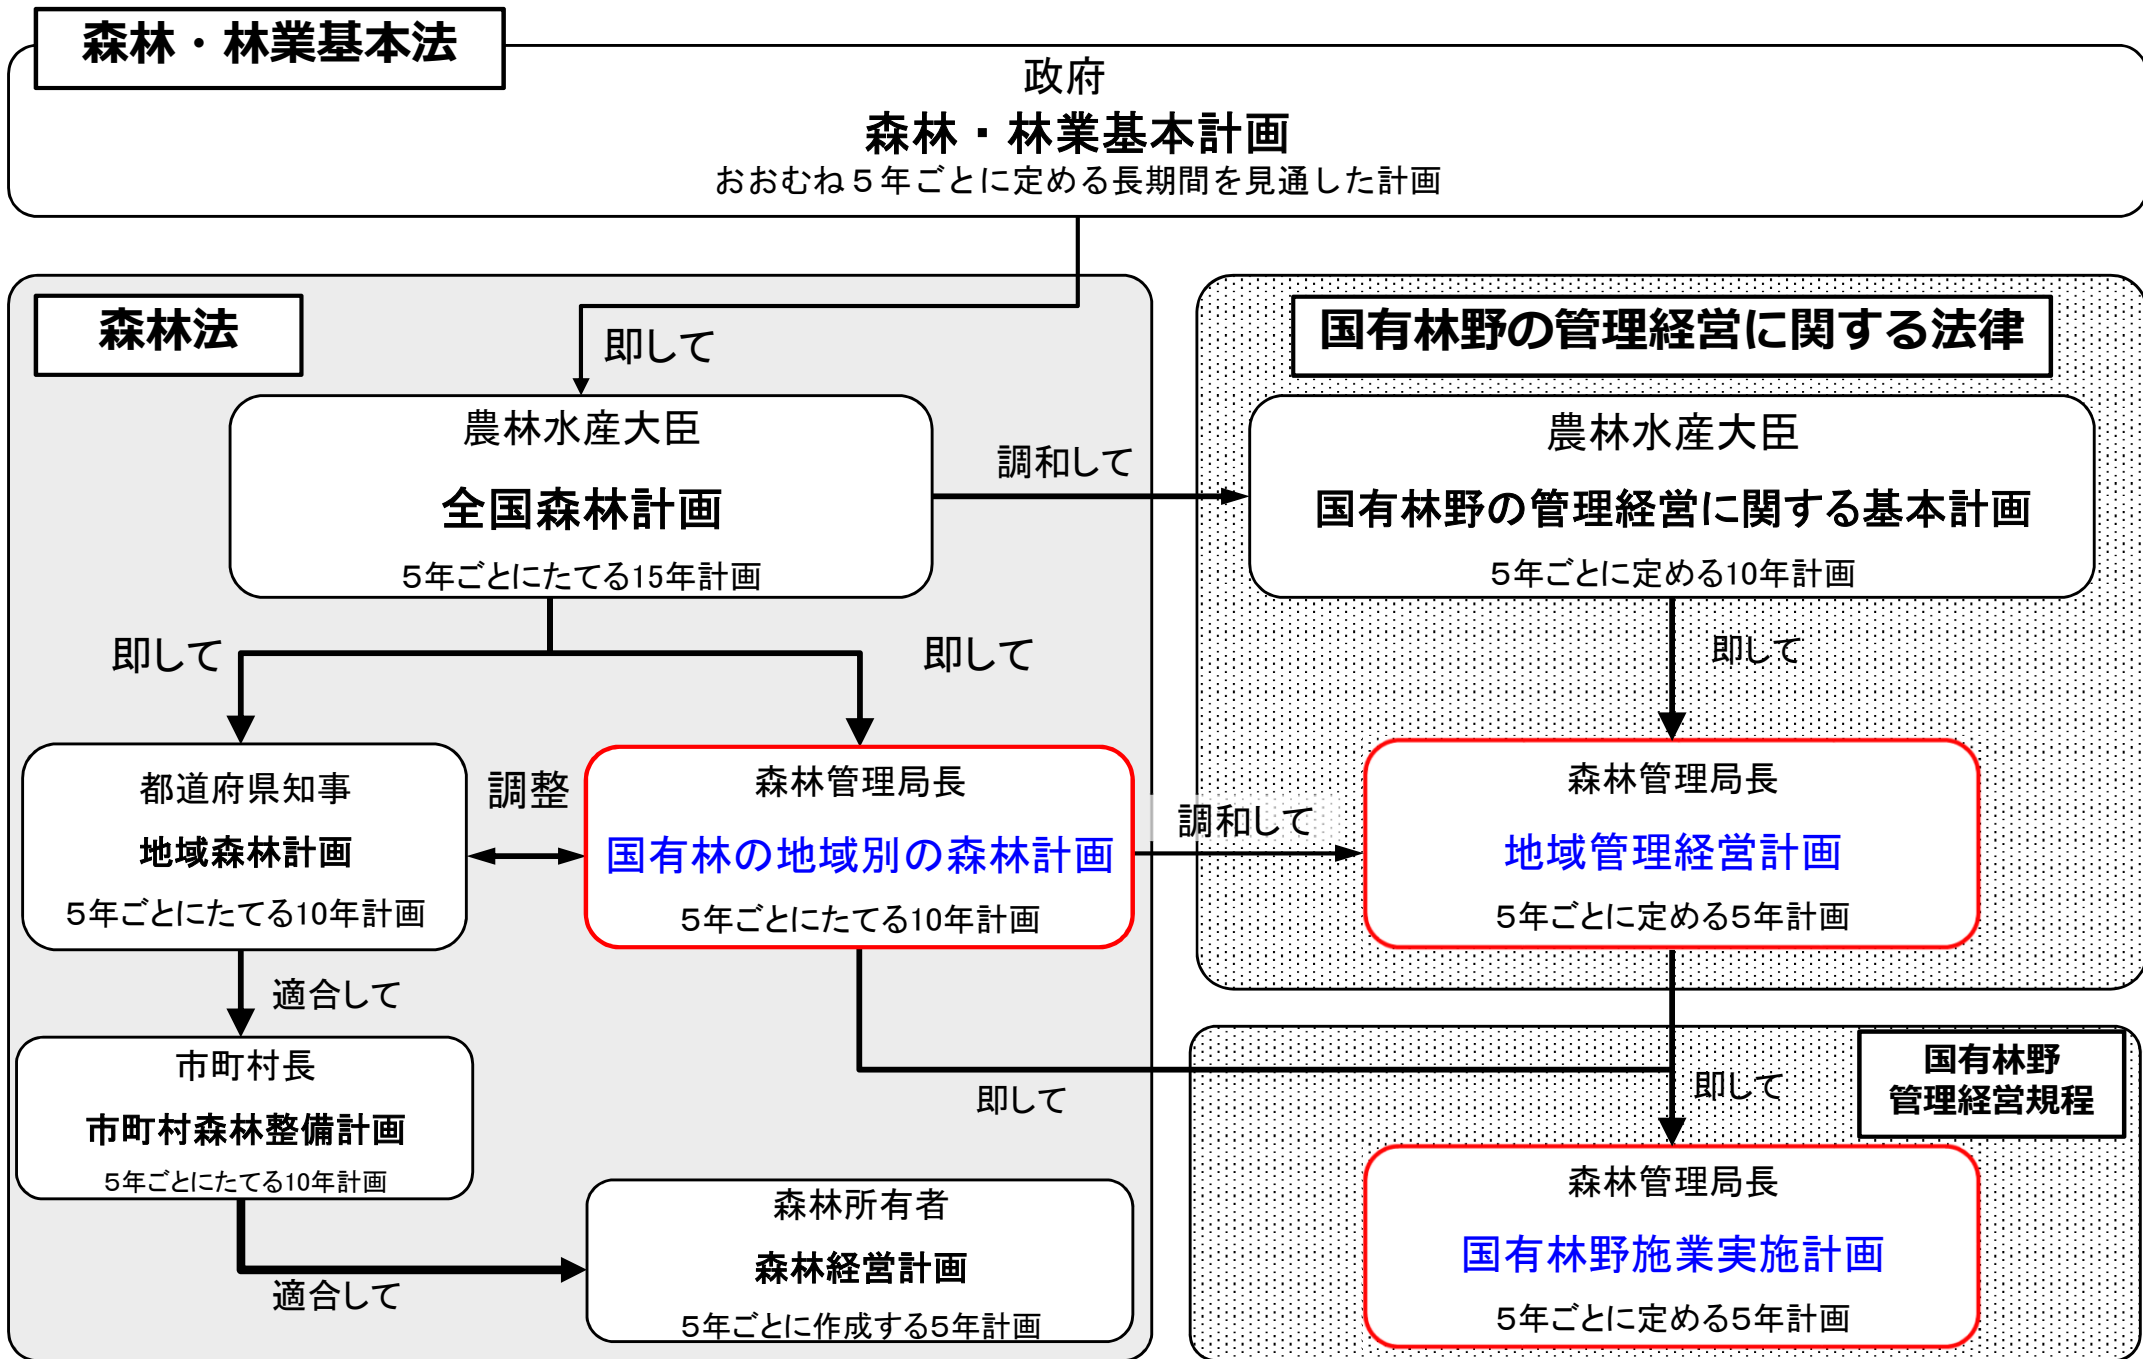 森林・林業基本法
政府
森林・林業基本計画
おおむね５年ごとに定める長期間を見通した計画
森林法
即して
農林水産大臣
全国森林計画
５年ごとにたてる15年計画
調和して
国有林野の管理経営に関する法律
農林水産大臣
国有林野の管理経営に関する基本計画
５年ごとに定める10年計画
即して
即して
即して
都道府県知事
地域森林計画
５年ごとにたてる10年計画
調整
森林管理局長
国有林の地域別の森林計画
５年ごとにたてる10年計画
調和して
森林管理局長
地域管理経営計画
５年ごとに定める５年計画
適合して
市町村長
市町村森林整備計画
５年ごとにたてる10年計画
適合して
森林所有者
森林経営計画
５年ごとに作成する５年計画
即して
即して
国有林野
管理経営規程
森林管理局長
国有林野施業実施計画
５年ごとに定める５年計画